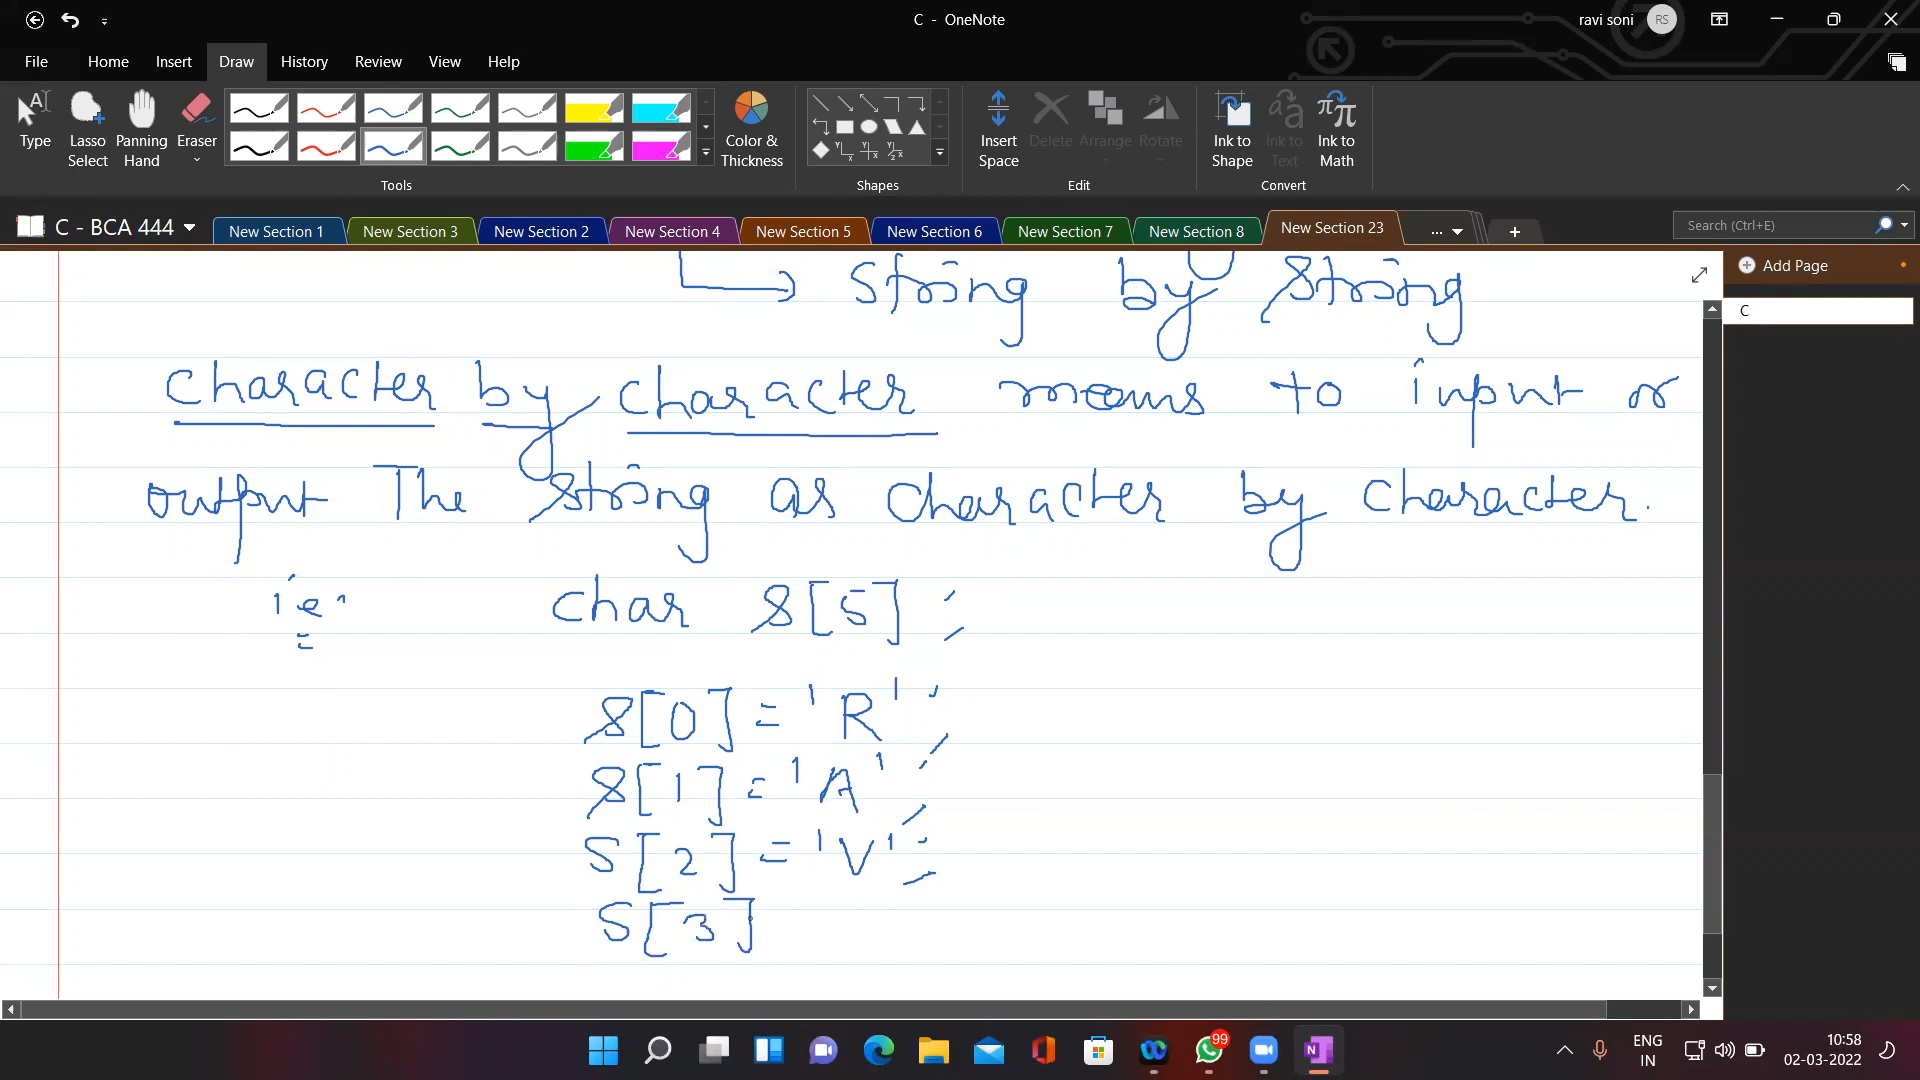 C - OneNote
ravi soni RS
File Home Insert Draw History Review View Help
Type Lasso Select Panning Hand Eraser Color & Thickness Insert Space Delete Arrange Rotate Ink to Shape Ink to Text Ink to Math
Tools Shapes Edit Convert
C - BCA 444 New Section 1 New Section 3 New Section 2 New Section 4 New Section 5 New Section 6 New Section 7 New Section 8 New Section 23 ... + Search (Ctrl+E)
Add Page
C
String by String
Character by character means to input or
output The string as character by character.
ie. char S[5];
S[0] = 'R';
S[1] = 'A';
S[2] = 'V';
S[3]
99
ENG
IN
10:58
02-03-2022